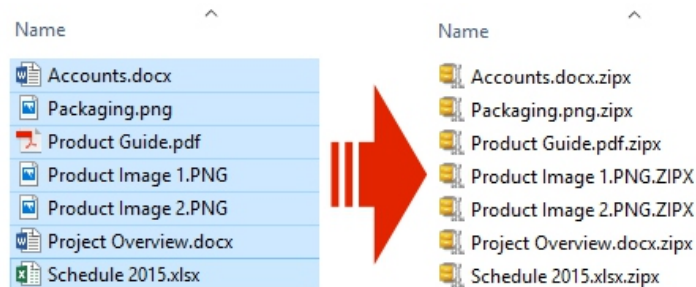 Name
Accounts.docx
Packaging.png
Product Guide.pdf
Product Image 1.PNG
Product Image 2.PNG
Project Overview.docx
Schedule 2015.xlsx
Name
Accounts.docx.zipx
Packaging.png.zipx
Product Guide.pdf.zipx
Product Image 1.PNG.ZIPX
Product Image 2.PNG.ZIPX
Project Overview.docx.zipx
Schedule 2015.xlsx.zipx